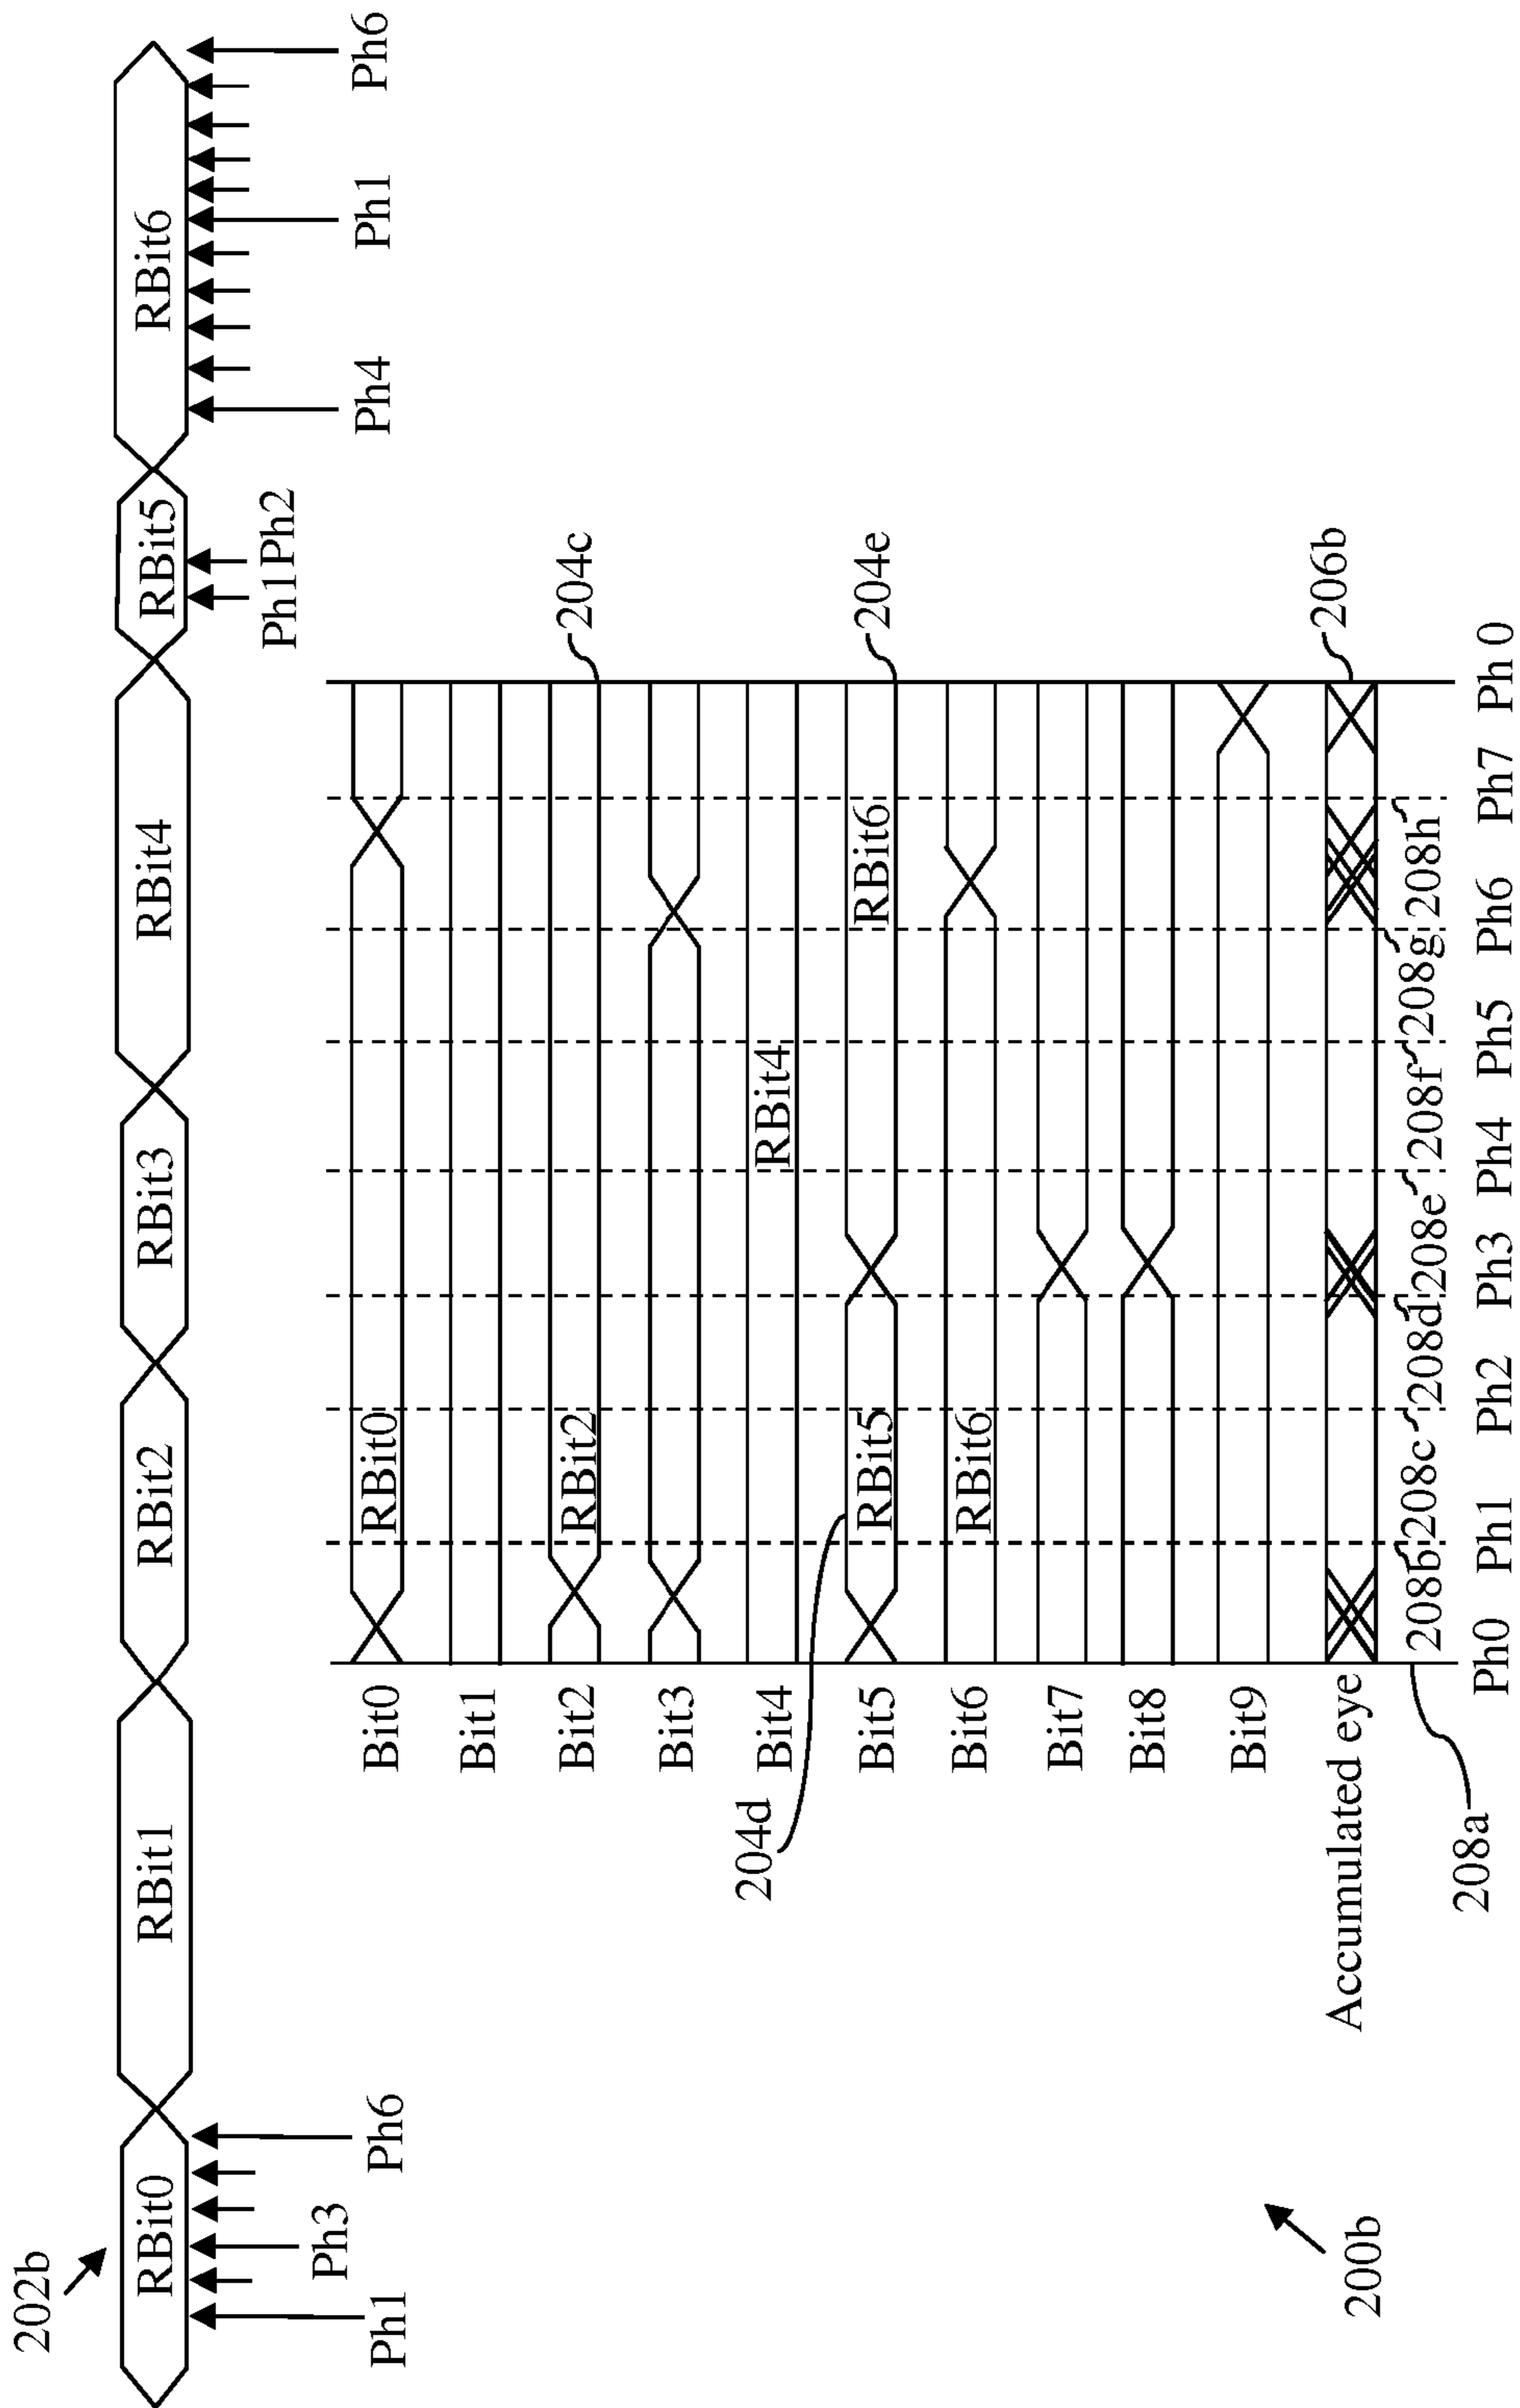 202b
RBit0
RBit1
RBit2
RBit3
RBit4
RBit5
RBit6
Ph1
Ph3
Ph6
Ph1
Ph2
Ph4
Ph1
Ph6
Bit0
RBit0
Bit1
Bit2
RBit2
204c
Bit3
204d
Bit4
RBit4
Bit5
RBit5
RBit6
204e
Bit6
RBit6
Bit7
Bit8
Bit9
Accumulated eye
206b
208a
208b
208c
208d
208e
208f
208g
208h
Ph0
Ph1
Ph2
Ph3
Ph4
Ph5
Ph6
Ph7
Ph 0
200b